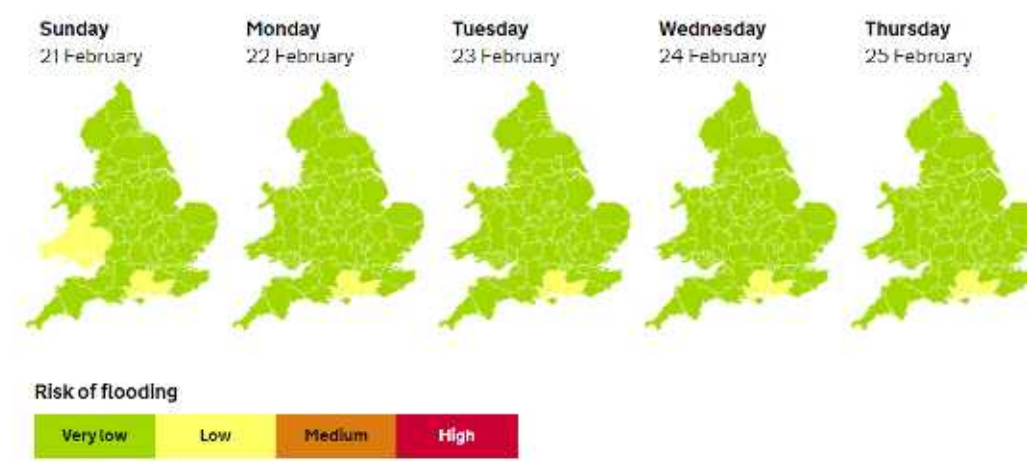 Sunday
21 February
Monday
22 February
Tuesday
23 February
Wednesday
24 February
Thursday
25 February
Risk of flooding
Very low
Low
Medium
High